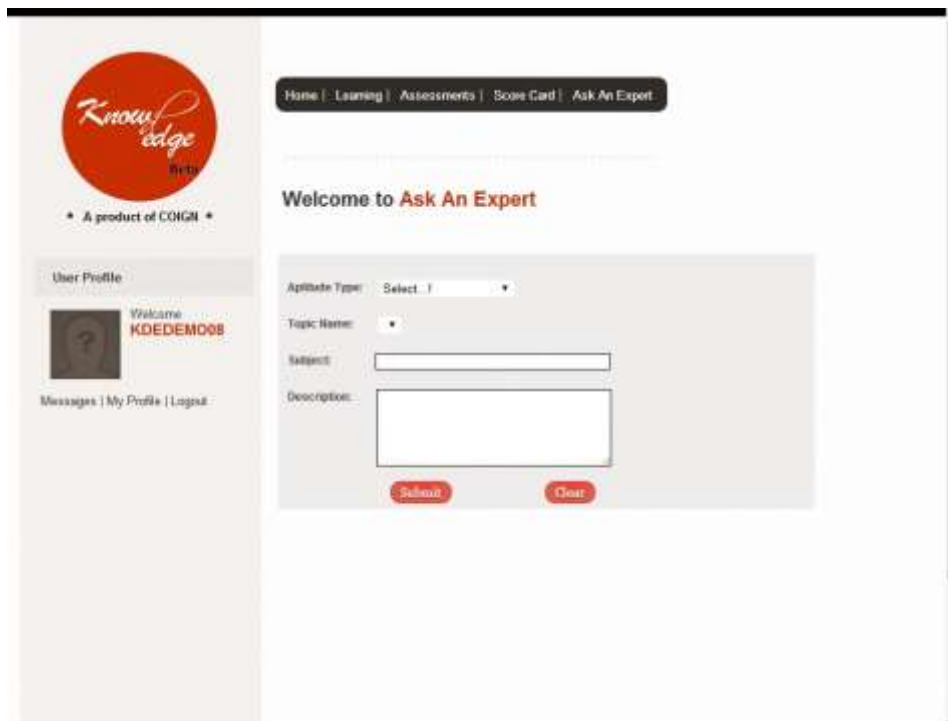 Know
edge
Beta
* A product of COIGN *
Home | Learning | Assessments | Score Card | Ask An Expert
Welcome to Ask An Expert
User Profile
Welcome
KDEDEMO08
Messages | My Profile | Logout
Aptitude Type: Select...!
Topic Name:
Subject:
Description:
Submit Clear